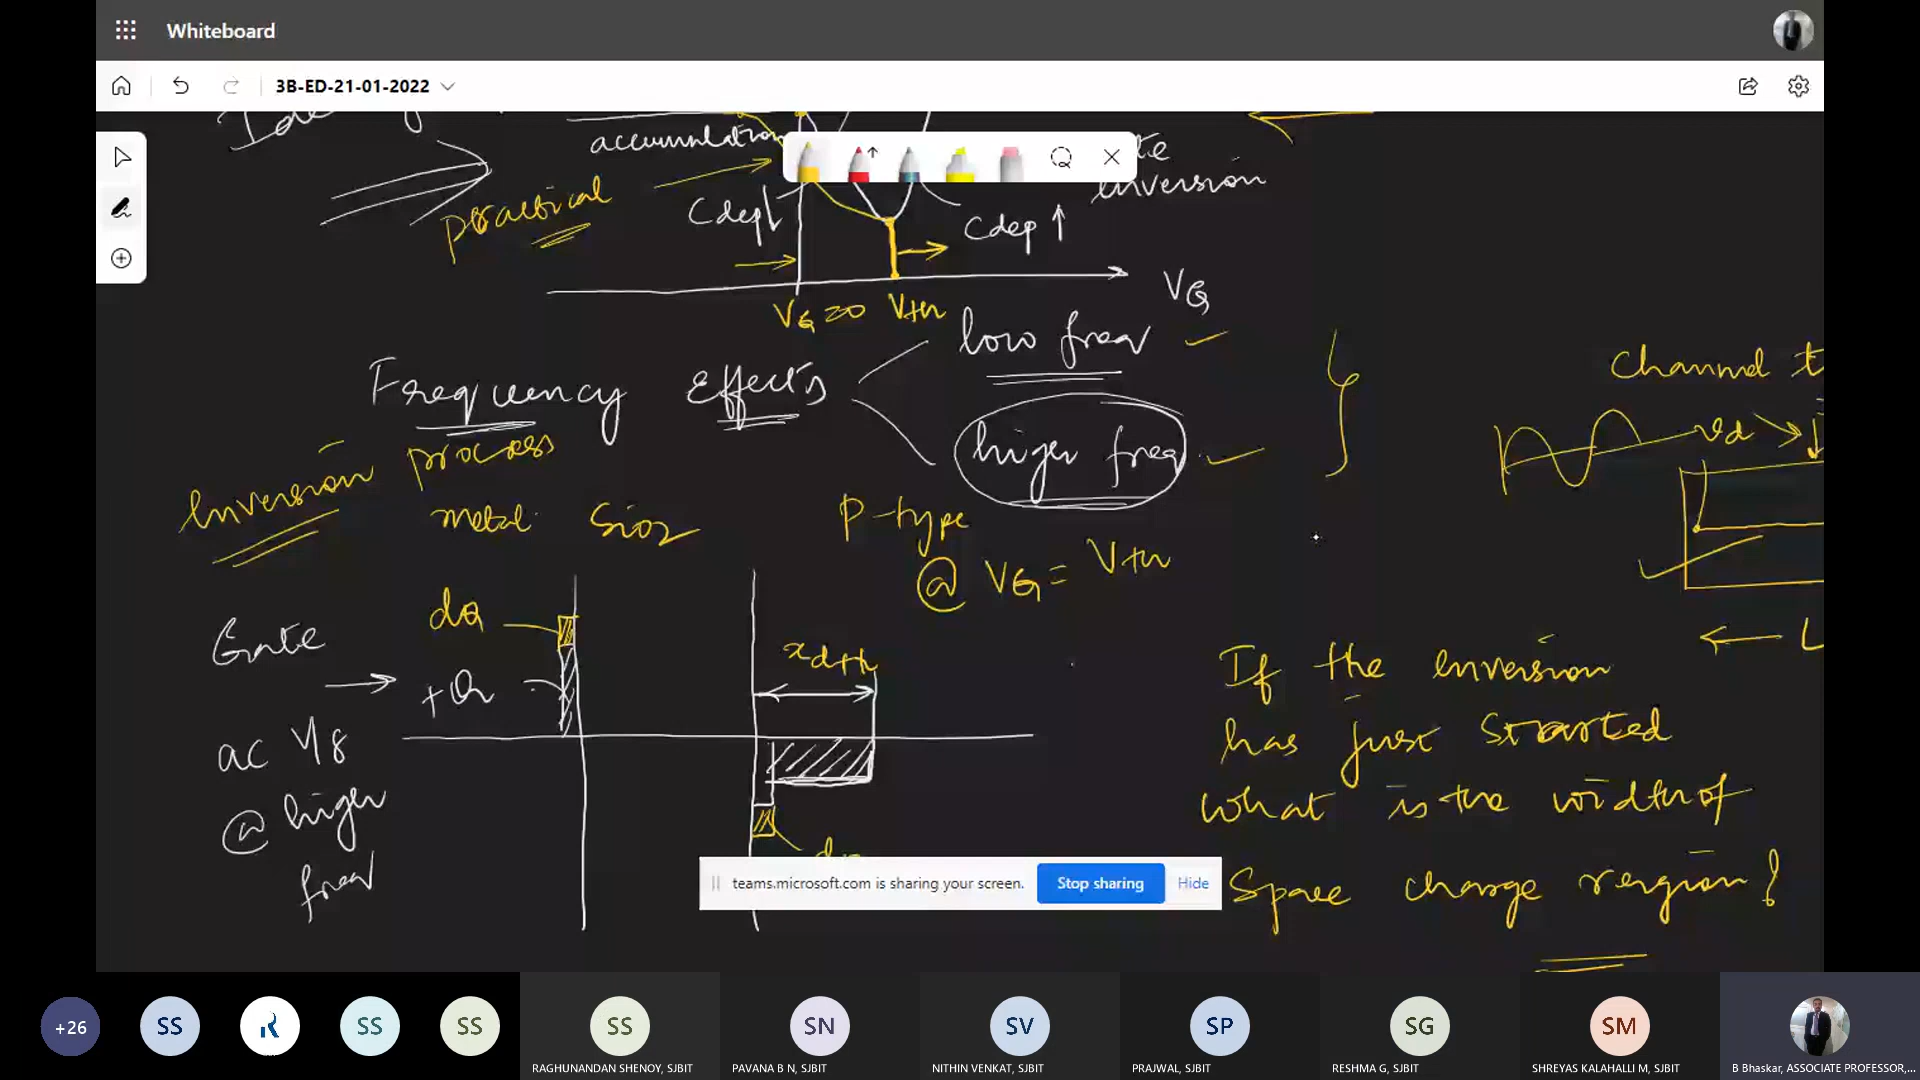 Whiteboard
3B-ED-21-01-2022
accumulation
practical
Cdep↓
Cdep ↑
inversion
VG
VG=0 Vth
Frequency Effects
low freq
higer freq
Inversion process
metal Sio2
P-type
@ VG = Vth
Channel
vd
L
Gate
dQ
+Q
xdth
ac
@ higer
freq
If the inversion
has just started
what is the width of
Space charge region?
teams.microsoft.com is sharing your screen.
Stop sharing
Hide
+26
SS
SS
SS
SS
SN
SV
SP
SG
SM
RAGHUNANDAN SHENOY, SJBIT
PAVANA B N, SJBIT
NITHIN VENKAT, SJBIT
PRAJWAL, SJBIT
RESHMA G, SJBIT
SHREYAS KALAHALLI M, SJBIT
B Bhaskar, ASSOCIATE PROFESSOR,...